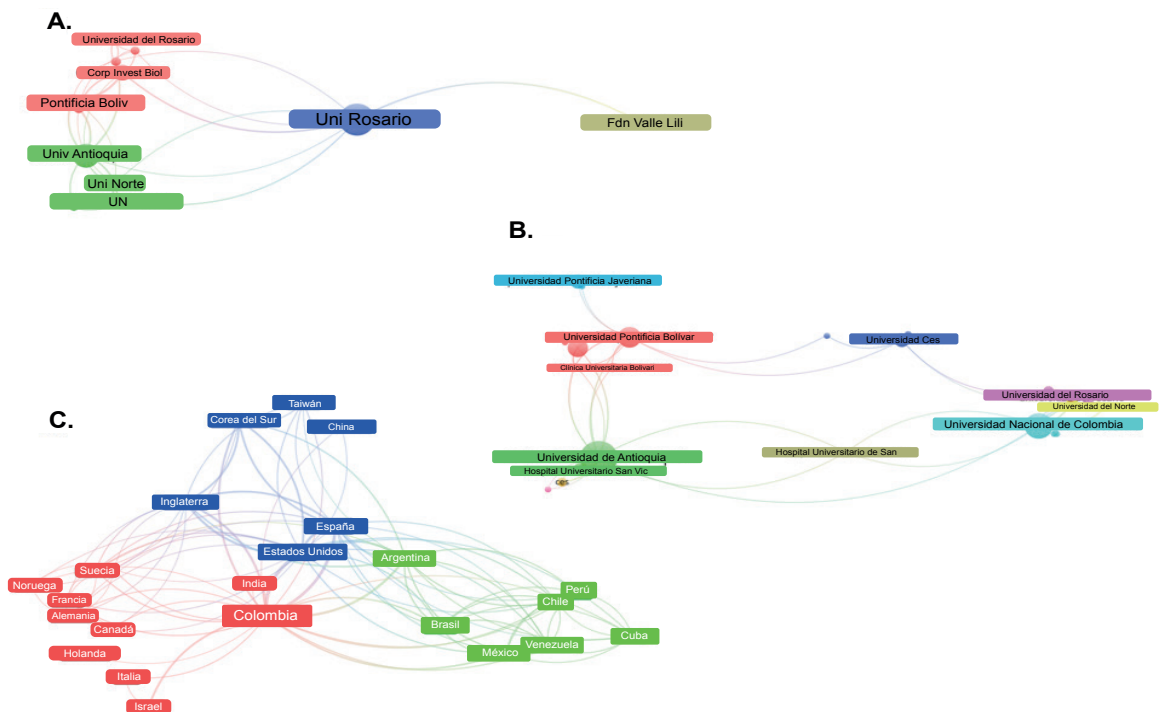 A.
Universidad del Rosario
Corp Invest Biol
Pontificia Boliv
Uni Rosario
Fdn Valle Lili
Univ Antioquia
Uni Norte
UN
B.
Universidad Pontificia Javeriana
Universidad Pontificia Bolívar
Universidad Ces
Clínica Universitaria Bolivari
Universidad del Rosario
Universidad del Norte
Universidad Nacional de Colombia
Universidad de Antioquia
Hospital Universitario de San
Hospital Universitario San Vic
ces
C.
Taiwán
Corea del Sur
China
Inglaterra
España
Estados Unidos
Argentina
Suecia
India
Noruega
Francia
Alemania
Canadá
Colombia
Perú
Chile
Brasil
Cuba
Venezuela
México
Holanda
Italia
Israel